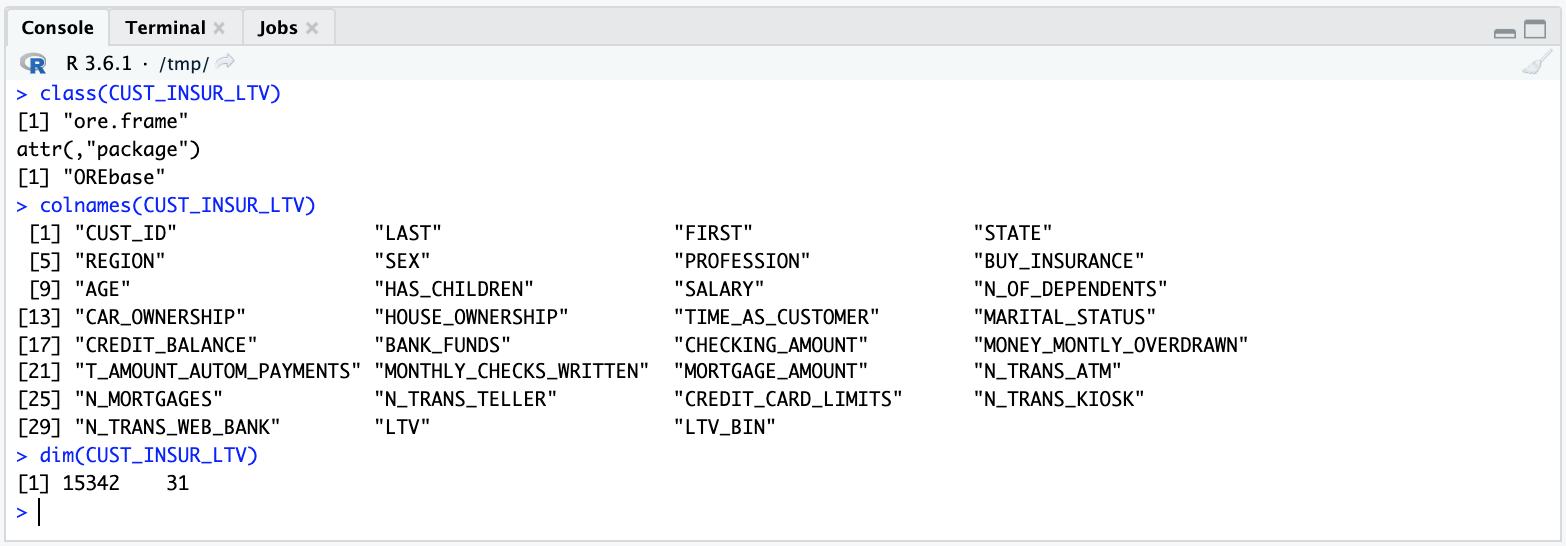 Console Terminal Jobs
R R 3.6.1 · /tmp/
> class(CUST_INSUR_LTV)
[1] "ore.frame"
attr(,"package")
[1] "OREbase"
> colnames(CUST_INSUR_LTV)
[1] "CUST_ID" "LAST" "FIRST" "STATE"
[5] "REGION" "SEX" "PROFESSION" "BUY_INSURANCE"
[9] "AGE" "HAS_CHILDREN" "SALARY" "N_OF_DEPENDENTS"
[13] "CAR_OWNERSHIP" "HOUSE_OWNERSHIP" "TIME_AS_CUSTOMER" "MARITAL_STATUS"
[17] "CREDIT_BALANCE" "BANK_FUNDS" "CHECKING_AMOUNT" "MONEY_MONTLY_OVERDRAWN"
[21] "T_AMOUNT_AUTOM_PAYMENTS" "MONTHLY_CHECKS_WRITTEN" "MORTGAGE_AMOUNT" "N_TRANS_ATM"
[25] "N_MORTGAGES" "N_TRANS_TELLER" "CREDIT_CARD_LIMITS" "N_TRANS_KIOSK"
[29] "N_TRANS_WEB_BANK" "LTV" "LTV_BIN"
> dim(CUST_INSUR_LTV)
[1] 15342 31
>